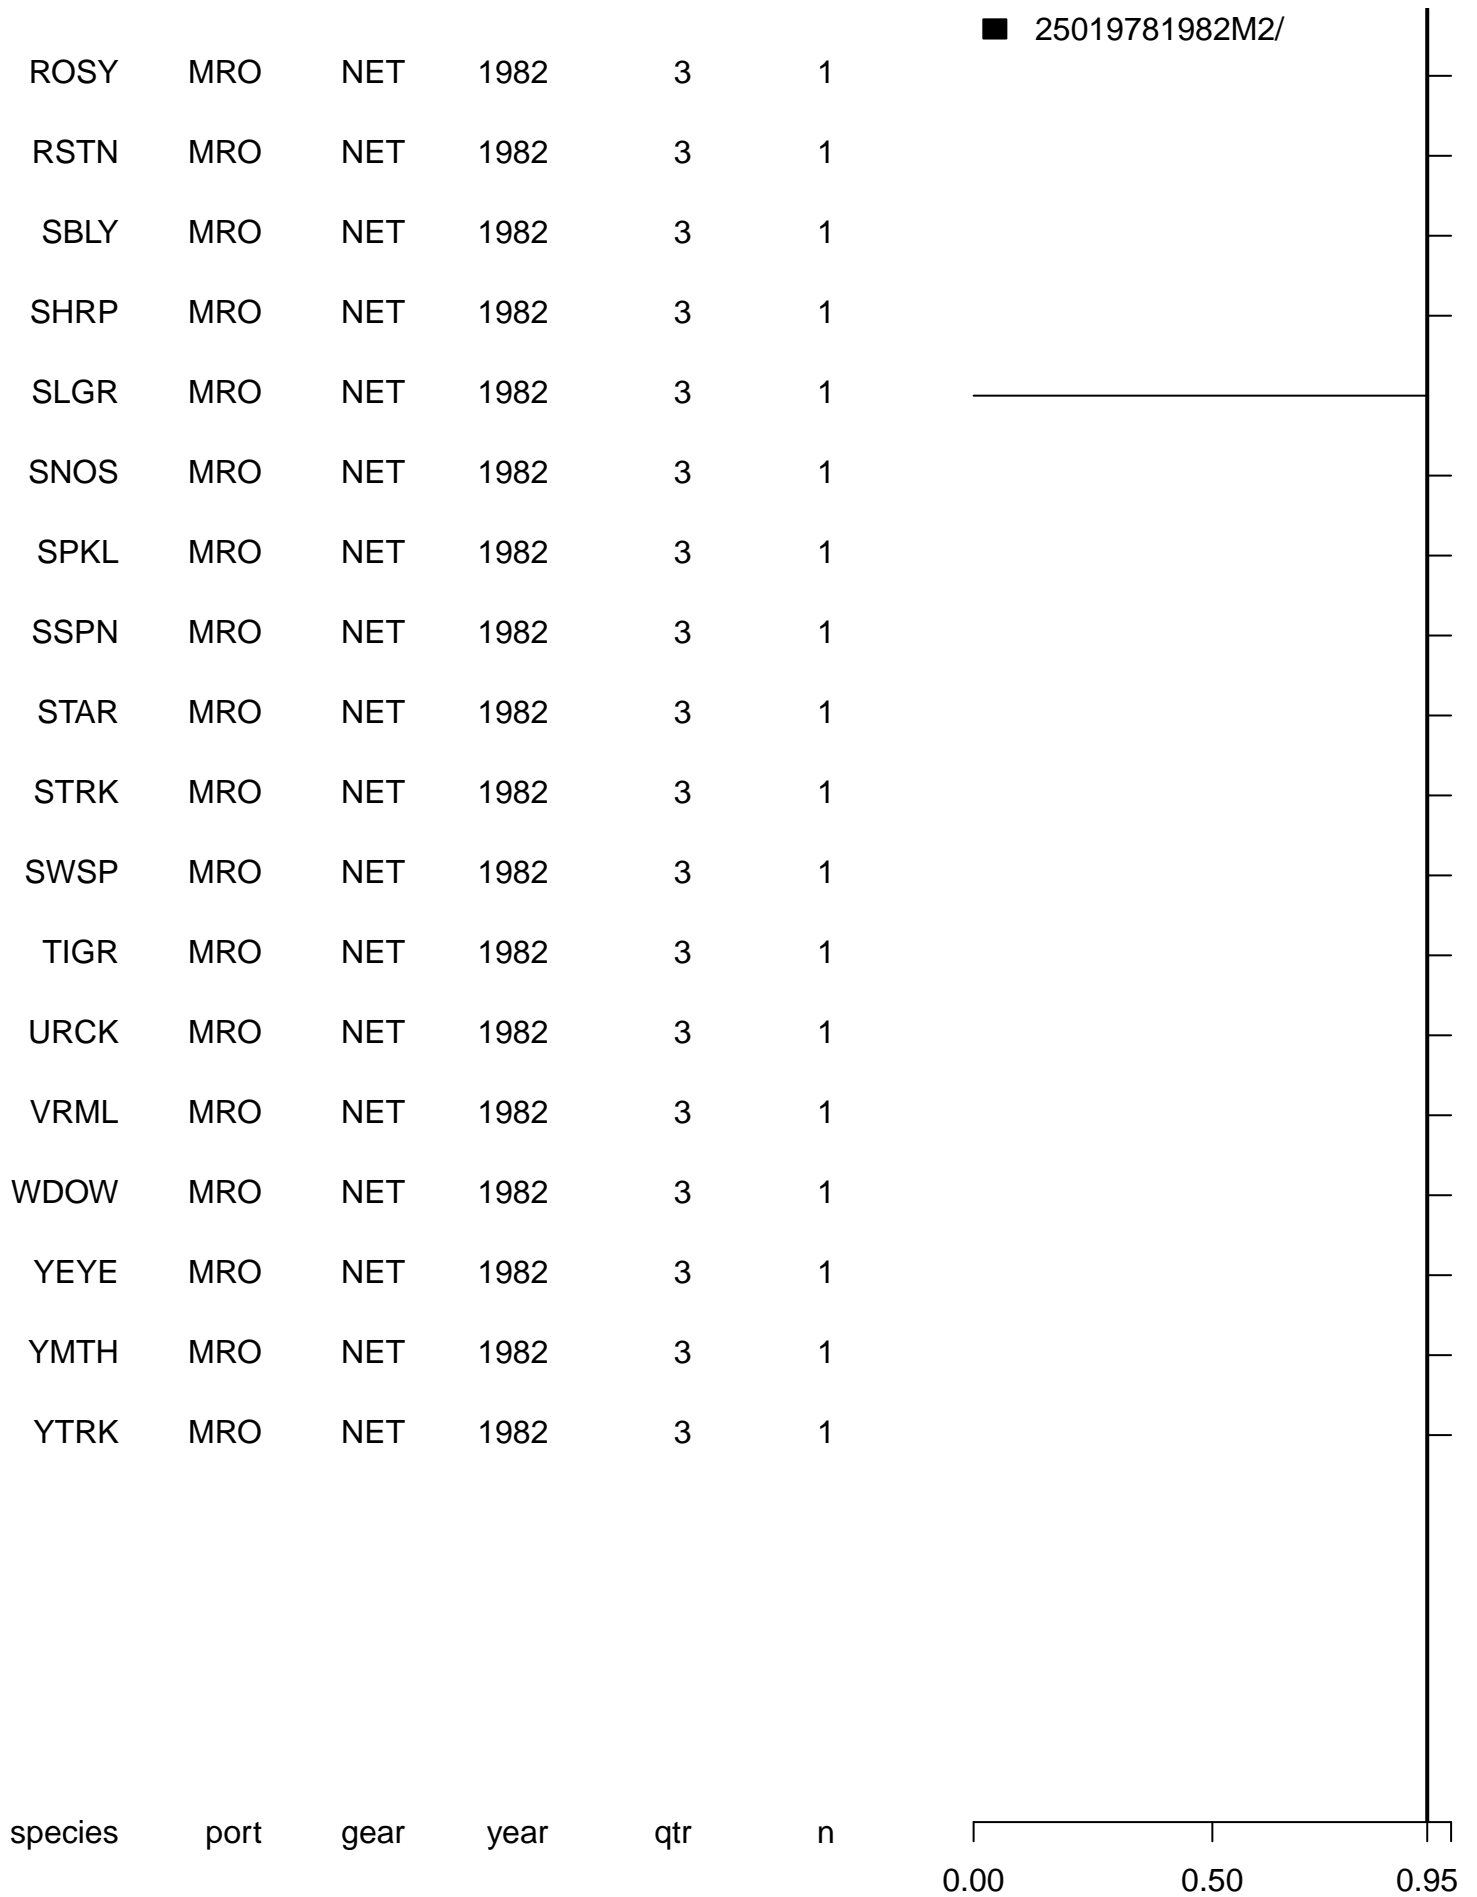 25019781982M2/
ROSY MRO NET 1982 3 1
RSTN MRO NET 1982 3 1
SBLY MRO NET 1982 3 1
SHRP MRO NET 1982 3 1
SLGR MRO NET 1982 3 1
SNOS MRO NET 1982 3 1
SPKL MRO NET 1982 3 1
SSPN MRO NET 1982 3 1
STAR MRO NET 1982 3 1
STRK MRO NET 1982 3 1
SWSP MRO NET 1982 3 1
TIGR MRO NET 1982 3 1
URCK MRO NET 1982 3 1
VRML MRO NET 1982 3 1
WDOW MRO NET 1982 3 1
YEYE MRO NET 1982 3 1
YMTH MRO NET 1982 3 1
YTRK MRO NET 1982 3 1
species port gear year qtr n
0.00 0.50 0.95